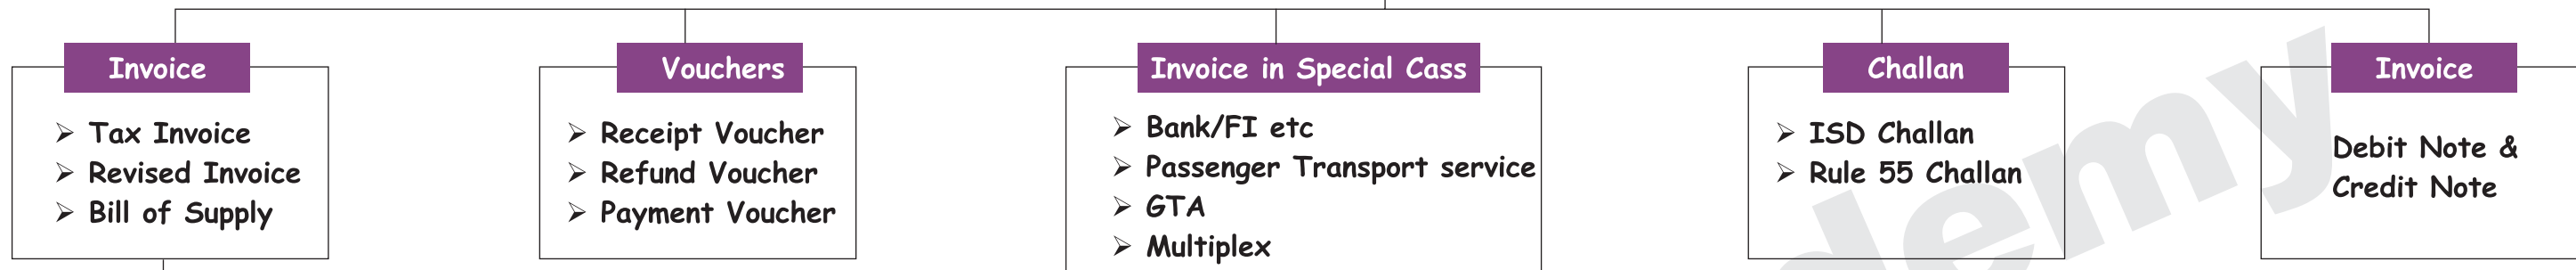 Invoice
Tax Invoice
Revised Invoice
Bill of Supply
Vouchers
Receipt Voucher
Refund Voucher
Payment Voucher
Invoice in Special Cass
Bank/FI etc
Passenger Transport service
GTA
Multiplex
Challan
ISD Challan
Rule 55 Challan
Invoice
Debit Note &
Credit Note
demy